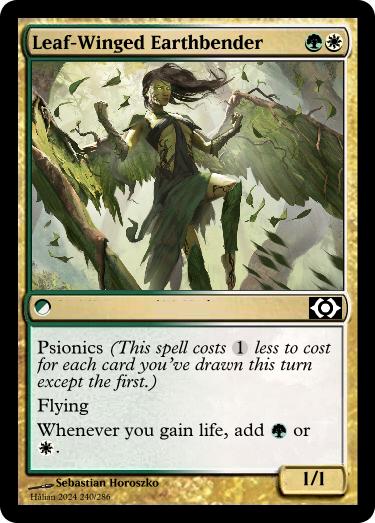 Leaf-Winged Earthbender
Psionics (This spell costs 1 less to cost
for each card you've drawn this turn
except the first.)
Flying
Whenever you gain life, add or
.
Sebastian Horoszko
1/1
Hålian 2024 240/286